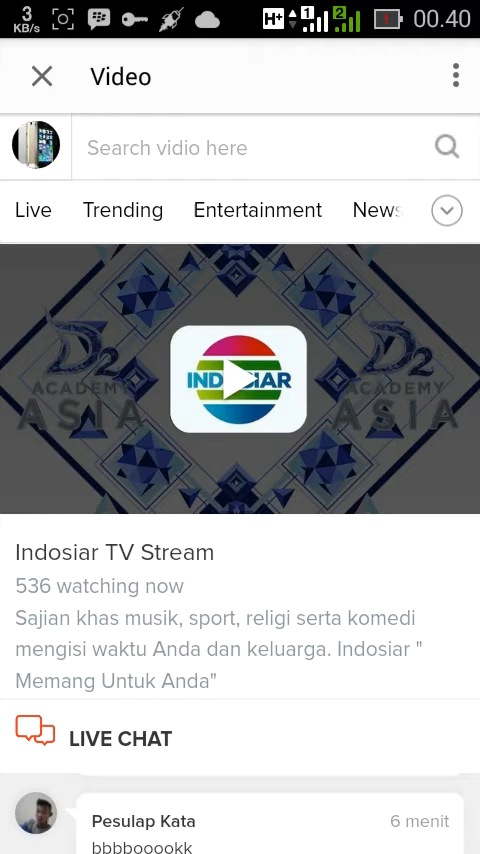 3
KB/s
H+
1
2
00.40
Video
Search vidio here
Live
Trending
Entertainment
News
D2
ACADEMY
ASIA
INDOSIAR
D2
ACADEMY
ASIA
Indosiar TV Stream
536 watching now
Sajian khas musik, sport, religi serta komedi
mengisi waktu Anda dan keluarga. Indosiar "
Memang Untuk Anda"
LIVE CHAT
Pesulap Kata
6 menit
bbbbooookk